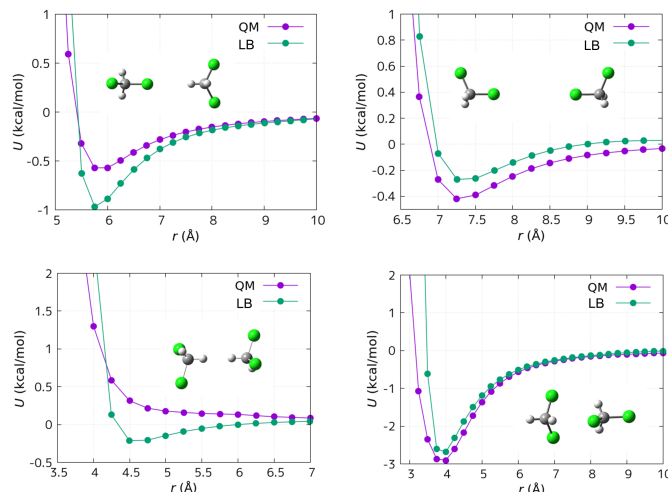 1
0.5
0
-0.5
-1
U (kcal/mol)
QM
LB
5 6 7 8 9 10
r (Å)
1
0.8
0.6
0.4
0.2
0
-0.2
-0.4
U (kcal/mol)
QM
LB
6.5 7 7.5 8 8.5 9 9.5 10
r (Å)
2
1.5
1
0.5
0
-0.5
U (kcal/mol)
QM
LB
3.5 4 4.5 5 5.5 6 6.5 7
r (Å)
2
1
0
-1
-2
-3
U (kcal/mol)
QM
LB
3 4 5 6 7 8 9 10
r (Å)